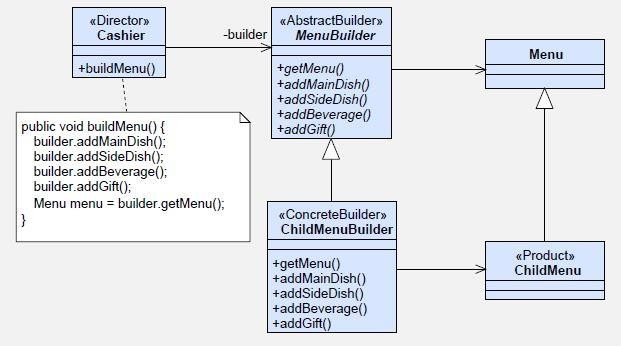 «Director»
Cashier
+buildMenu()
-builder
«AbstractBuilder»
MenuBuilder
+getMenu()
+addMainDish()
+addSideDish()
+addBeverage()
+addGift()
Menu
public void buildMenu() {
builder.addMainDish();
builder.addSideDish();
builder.addBeverage();
builder.addGift();
Menu menu = builder.getMenu();
}
«ConcreteBuilder»
ChildMenuBuilder
+getMenu()
+addMainDish()
+addSideDish()
+addBeverage()
+addGift()
«Product»
ChildMenu